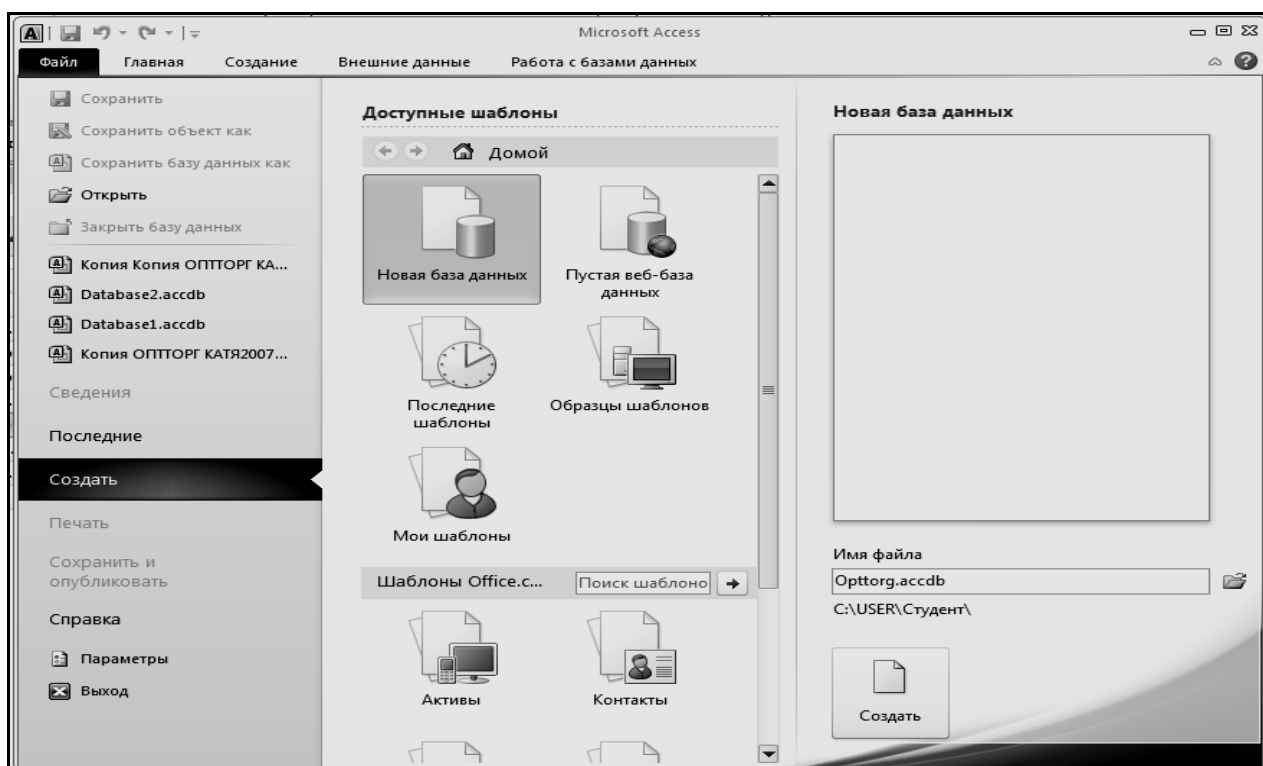 Microsoft Access
Файл Главная Создание Внешние данные Работа с базами данных
Сохранить
Сохранить объект как
Сохранить базу данных как
Открыть
Закрыть базу данных
Копия Копия ОПТТОРГ КА...
Database2.accdb
Database1.accdb
Копия ОПТТОРГ КАТЯ2007...
Сведения
Последние
Создать
Печать
Сохранить и
опубликовать
Справка
Параметры
Выход
Доступные шаблоны
Домой
Новая база данных
Пустая веб-база
данных
Последние
шаблоны
Образцы шаблонов
Мои шаблоны
Шаблоны Office.c... Поиск шаблоно
Активы
Контакты
Новая база данных
Имя файла
Opttorg.accdb
C:\USER\Студент\
Создать